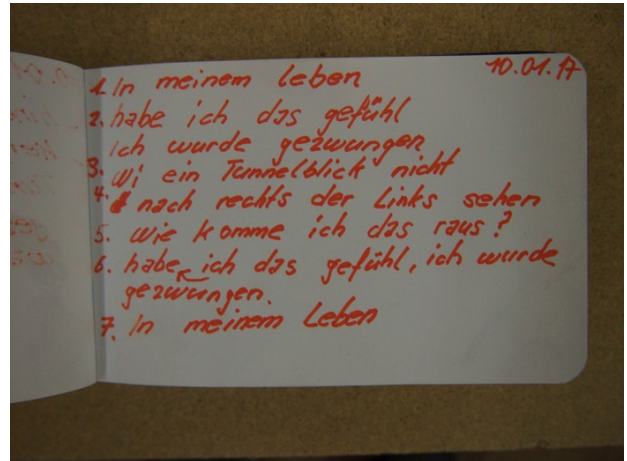 10.01.17
1. In meinem leben
2. habe ich das gefühl
ich wurde gezwungen
3. wi ein Tunnelblick nicht
4. nach rechts der Links sehen
5. wie komme ich das raus?
6. habe ich das gefühl, ich wurde
gezwungen.
7. In meinem Leben